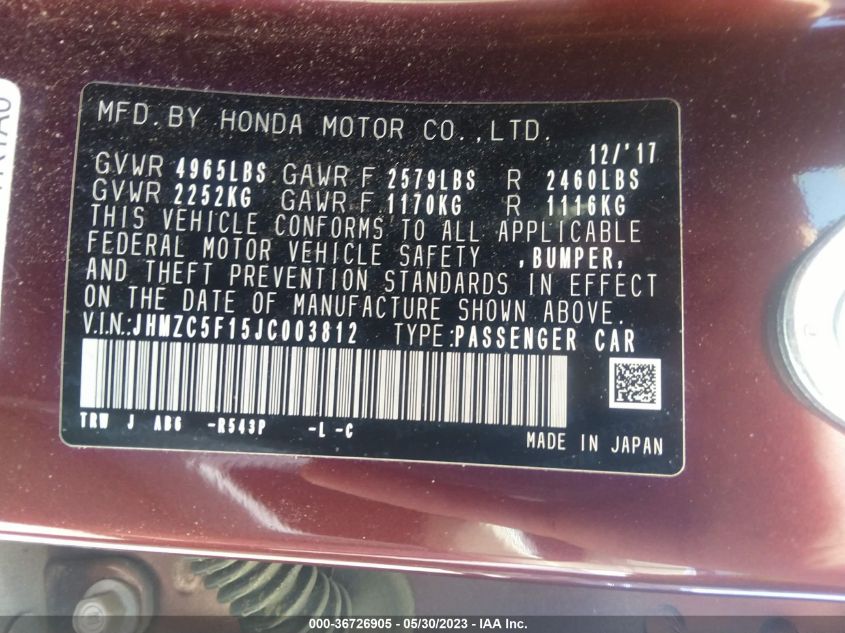 MFD.BY HONDA MOTOR CO.,LTD.
12/'17
GVWR 4965LBS GAWR F 2579LBS R 2460LBS
GVWR 2252KG GAWR F 1170KG R 1116KG
THIS VEHICLE CONFORMS TO ALL APPLICABLE
FEDERAL MOTOR VEHICLE SAFETY ,BUMPER,
AND THEFT PREVENTION STANDARDS IN EFFECT
ON THE DATE OF MANUFACTURE SHOWN ABOVE.
V.I.N:JHMZC5F15JC003812 TYPE:PASSENGER CAR
TRW J AB6 -R543P -L -C
MADE IN JAPAN
000-36726905 - 05/30/2023 - IAA Inc.